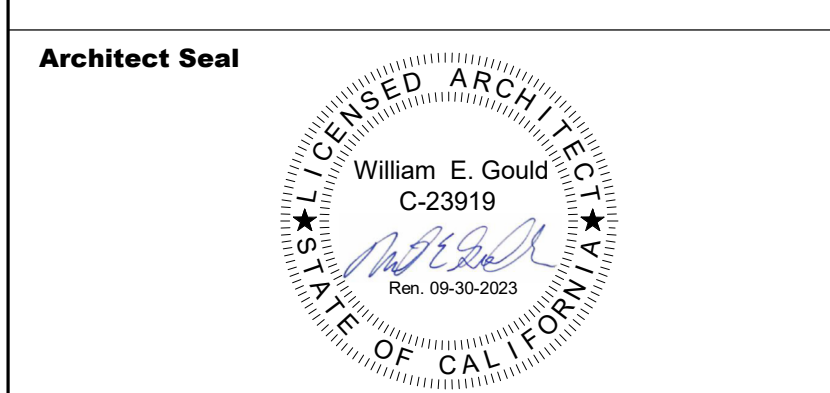 Architect Seal
LICENSED ARCHITECT
William E. Gould
C-23919
Ren. 09-30-2023
STATE OF CALIFORNIA